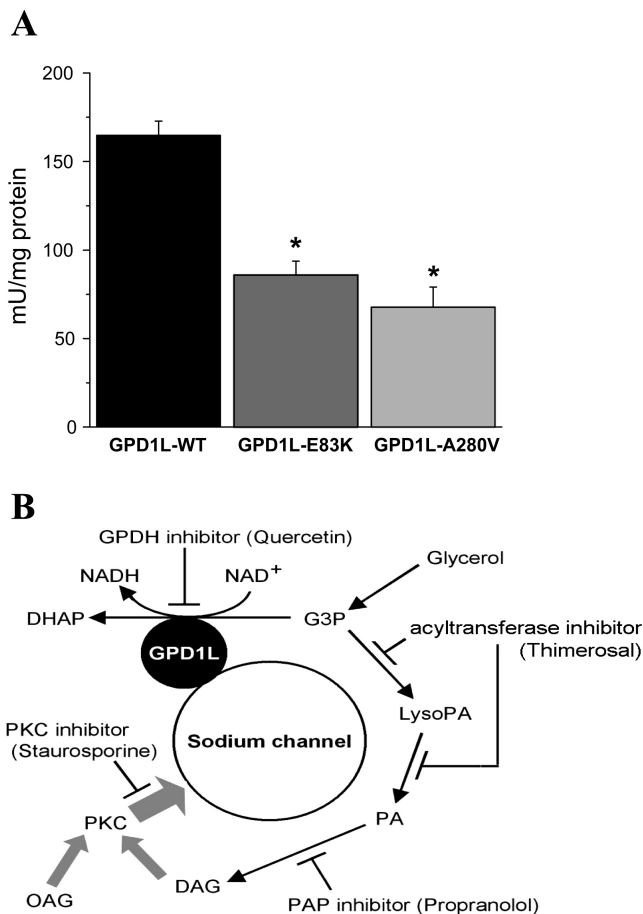 A
mU/mg protein
200
150
100
50
0
*
*
GPD1L-WT
GPD1L-E83K
GPD1L-A280V
B
GPDH inhibitor (Quercetin)
NADH
NAD+
Glycerol
DHAP
G3P
GPD1L
acyltransferase inhibitor
(Thimerosal)
LysoPA
PKC inhibitor
(Staurosporine)
Sodium channel
PA
PKC
DAG
OAG
PAP inhibitor (Propranolol)